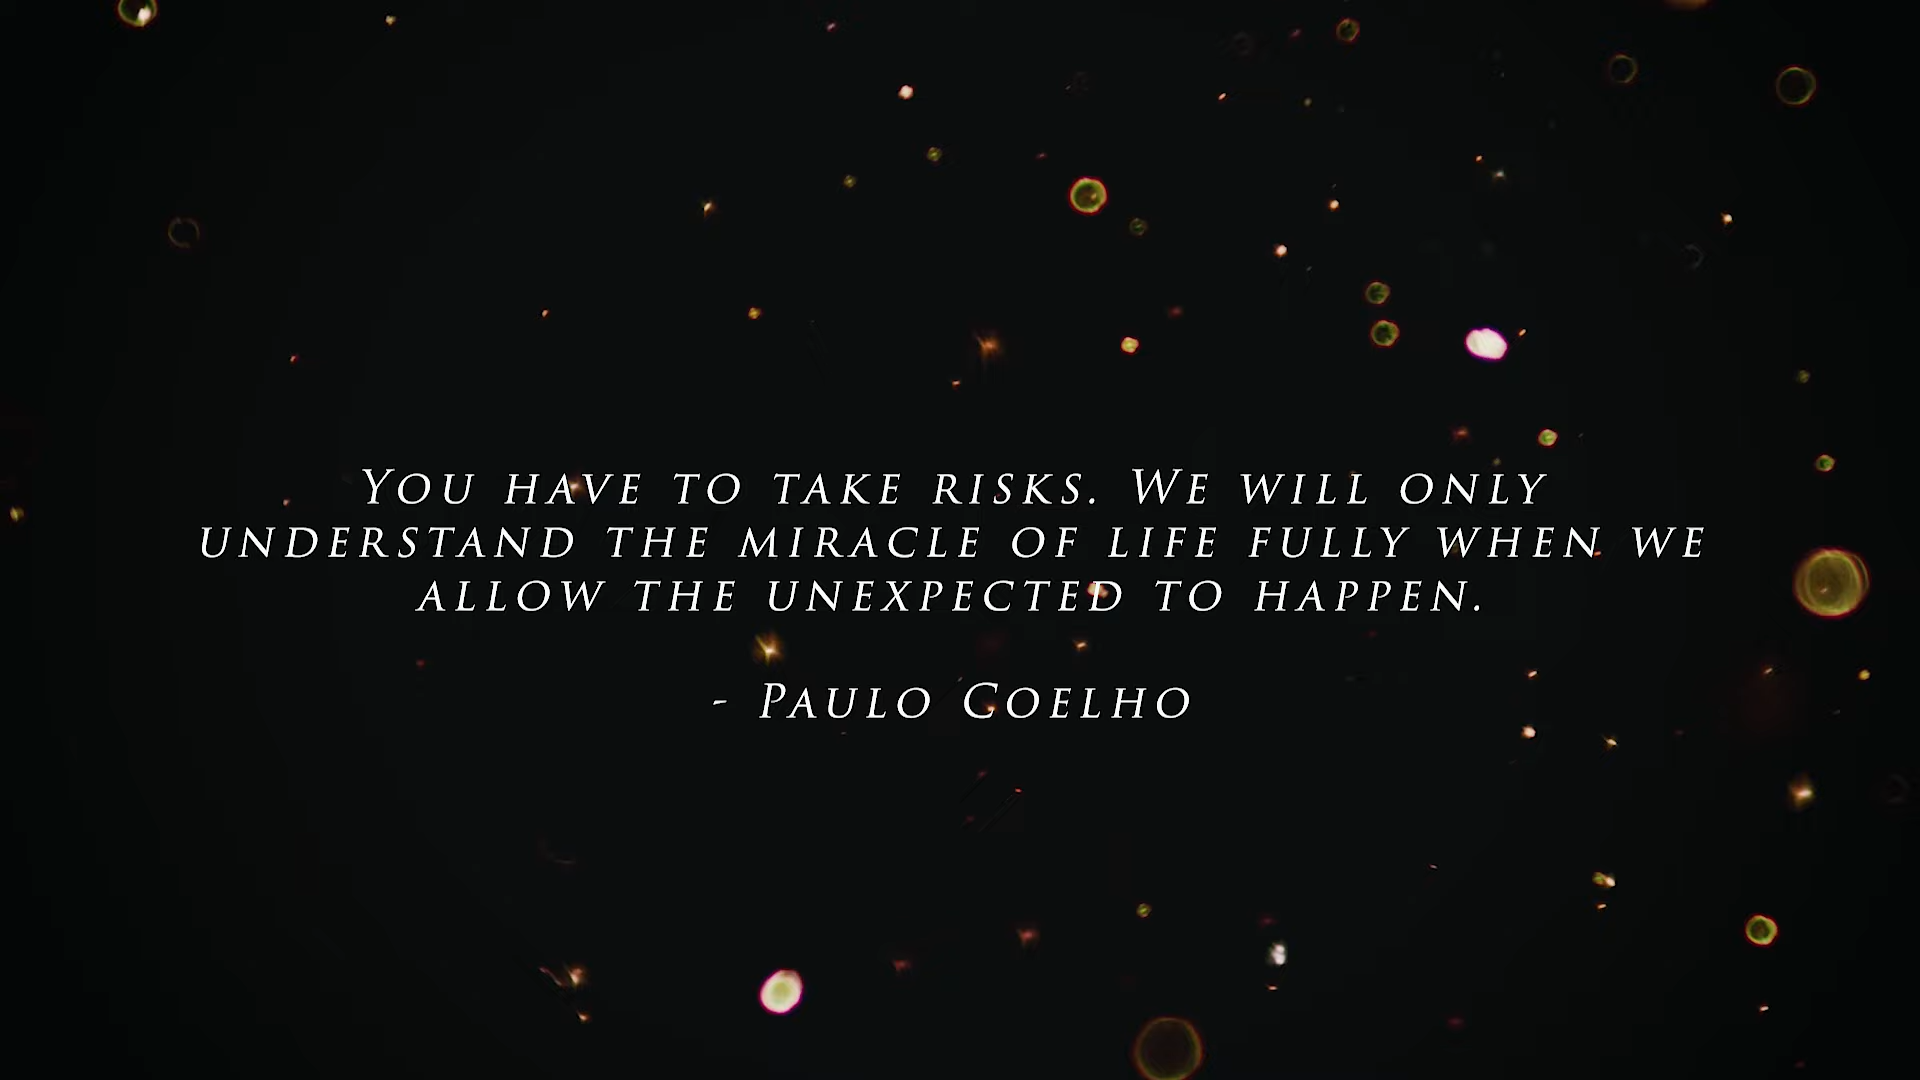 You have to take risks. We will only
understand the miracle of life fully when we
allow the unexpected to happen.
- Paulo Coelho